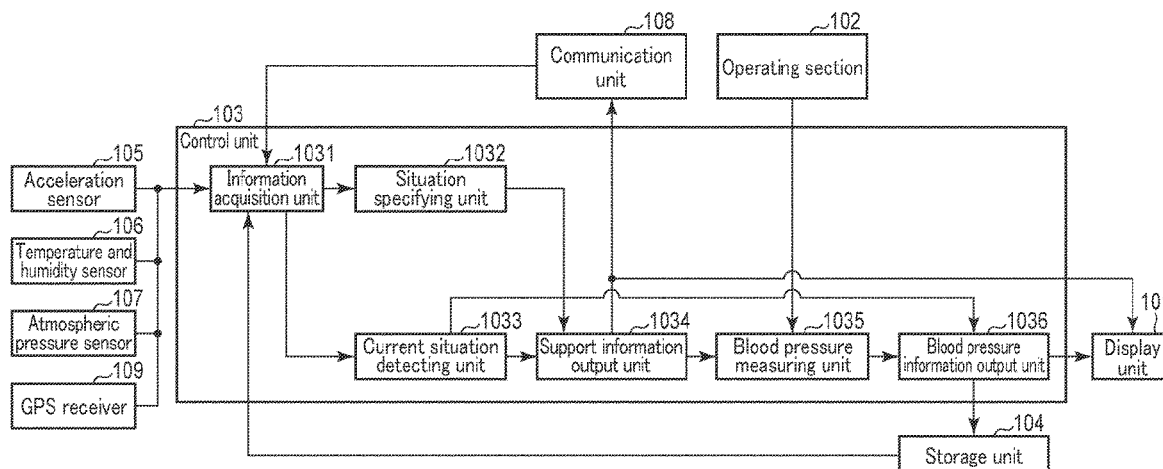 108
102
Communication
unit
Operating section
103
Control unit
105
Acceleration
sensor
1031
Information
acquisition unit
1032
Situation
specifying unit
106
Temperature and
humidity sensor
107
Atmospheric
pressure sensor
109
GPS receiver
1033
Current situation
detecting unit
1034
Support information
output unit
1035
Blood pressure
measuring unit
1036
Blood pressure
information output unit
10
Display
unit
104
Storage unit